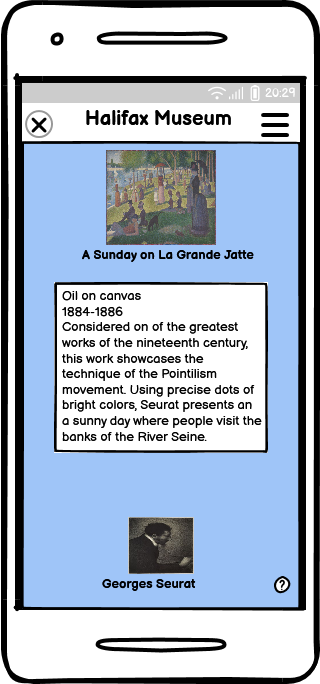 20:29
Halifax Museum
A Sunday on La Grande Jatte
Oil on canvas
1884-1886
Considered on of the greatest
works of the nineteenth century,
this work showcases the
technique of the Pointilism
movement. Using precise dots of
bright colors, Seurat presents an
a sunny day where people visit the
banks of the River Seine.
Georges Seurat
?